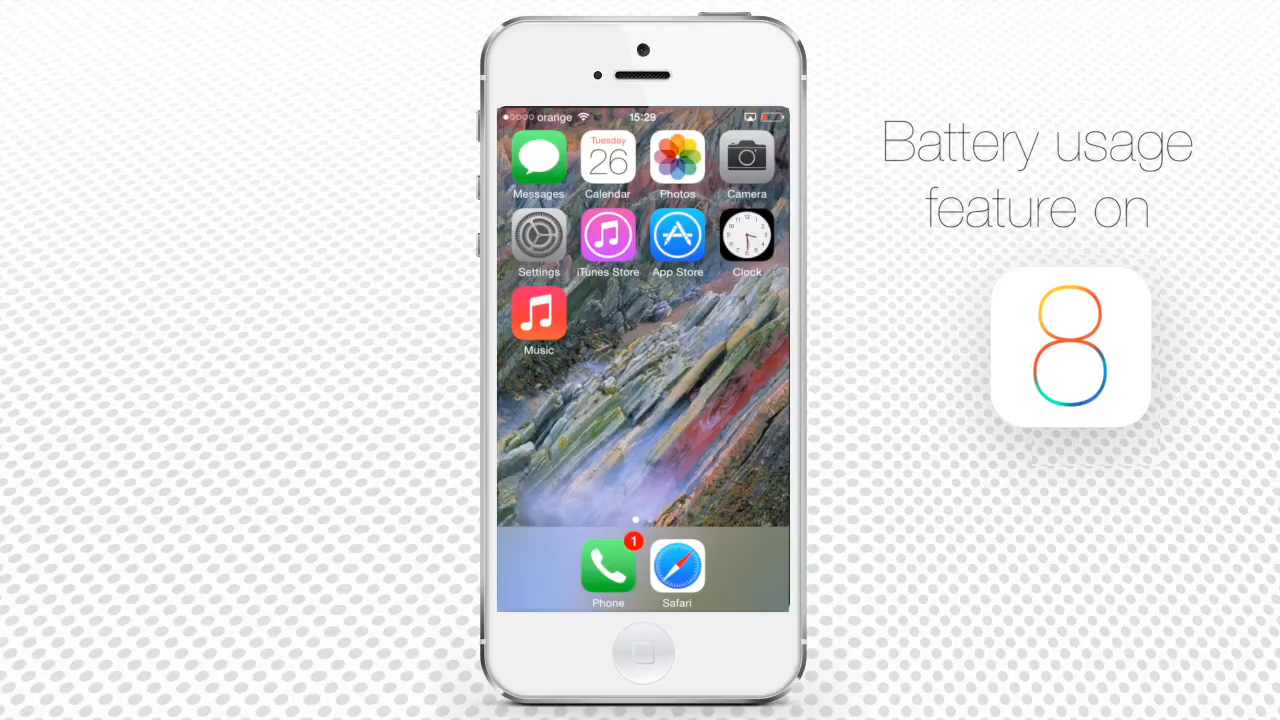 orange 15:29
Tuesday
26
Messages Calendar Photos Camera
Settings iTunes Store App Store Clock
Music
1
Phone Safari
Battery usage
feature on
8